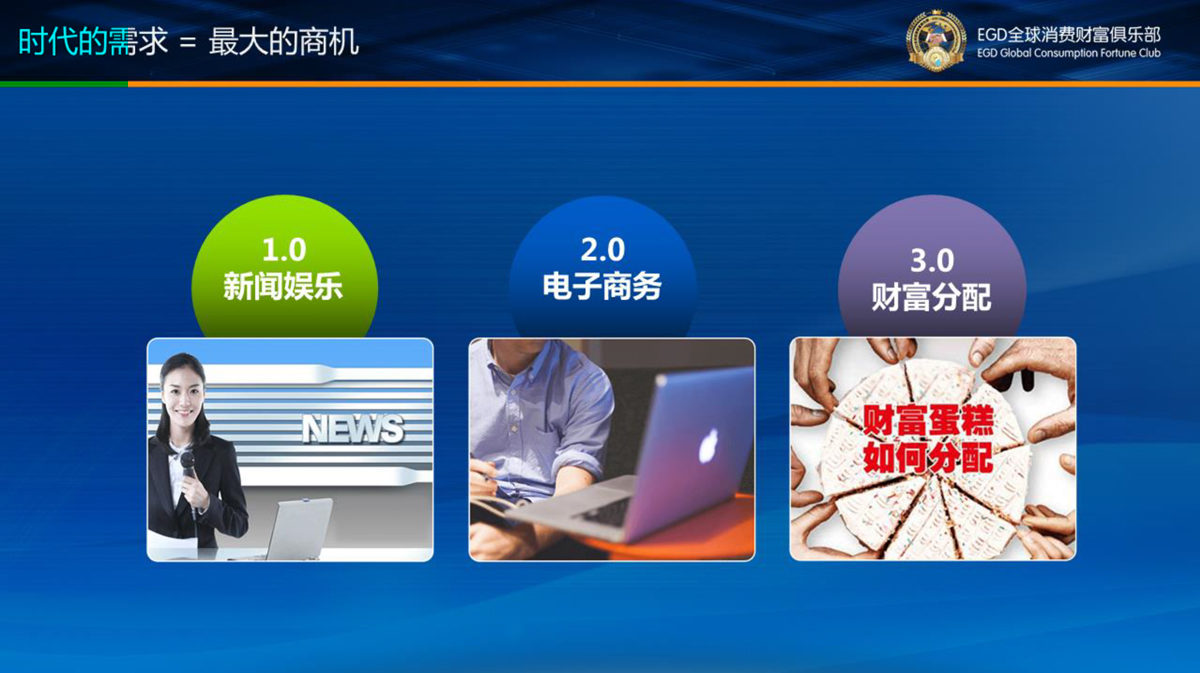 时代的需求 = 最大的商机
EGD全球消费财富俱乐部
EGD Global Consumption Fortune Club
1.0
新闻娱乐
2.0
电子商务
3.0
财富分配
NEWS
财富蛋糕
如何分配